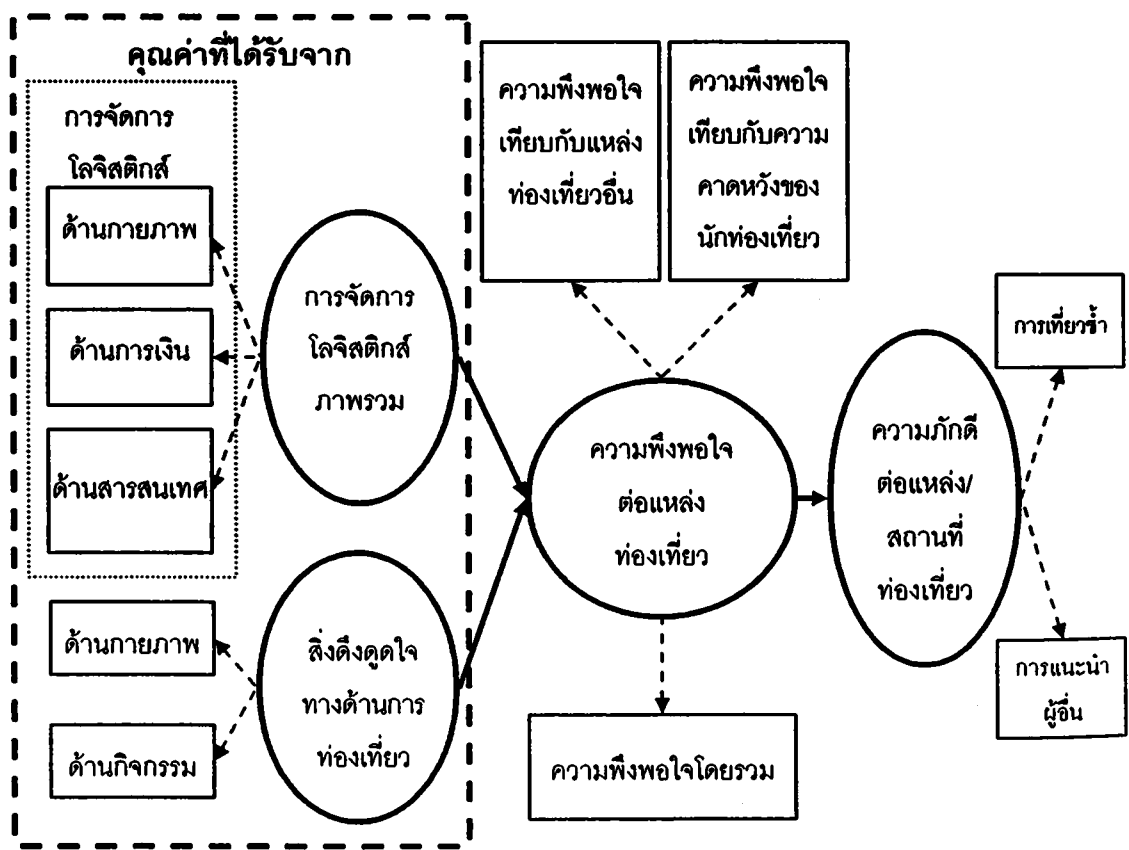 คุณค่าที่ได้รับจาก
การจัดการ
โลจิสติกส์
ด้านกายภาพ
ด้านการเงิน
ด้านสารสนเทศ
การจัดการ
โลจิสติกส์
ภาพรวม
ด้านกายภาพ
ด้านกิจกรรม
สิ่งดึงดูดใจ
ทางด้านการ
ท่องเที่ยว
ความพึงพอใจ
เทียบกับแหล่ง
ท่องเที่ยวอื่น
ความพึงพอใจ
เทียบกับความ
คาดหวังของ
นักท่องเที่ยว
ความพึงพอใจ
ต่อแหล่ง
ท่องเที่ยว
ความพึงพอใจโดยรวม
ความภักดี
ต่อแหล่ง/
สถานที่
ท่องเที่ยว
การเที่ยวซ้ำ
การแนะนำ
ผู้อื่น